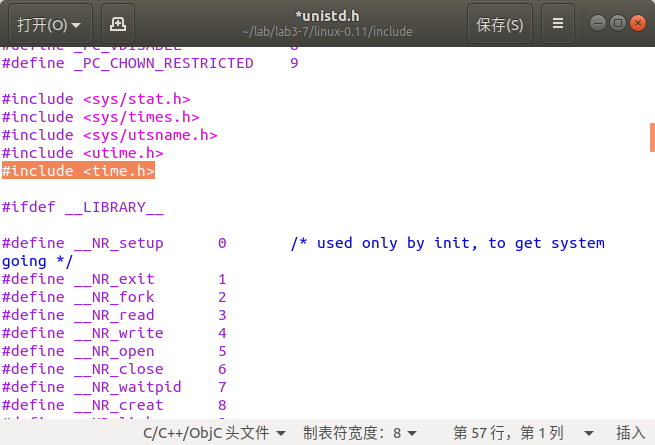 打开(O)
*unistd.h
~/lab/lab3-7/linux-0.11/include
保存(S)
#define _PC_VDISABLE 8
#define _PC_CHOWN_RESTRICTED 9
#include <sys/stat.h>
#include <sys/times.h>
#include <sys/utsname.h>
#include <utime.h>
#include <time.h>
#ifdef __LIBRARY__
#define __NR_setup 0 /* used only by init, to get system
going */
#define __NR_exit 1
#define __NR_fork 2
#define __NR_read 3
#define __NR_write 4
#define __NR_open 5
#define __NR_close 6
#define __NR_waitpid 7
#define __NR_creat 8
C/C++/ObjC 头文件 制表符宽度：8 第 57 行，第 1 列 插入